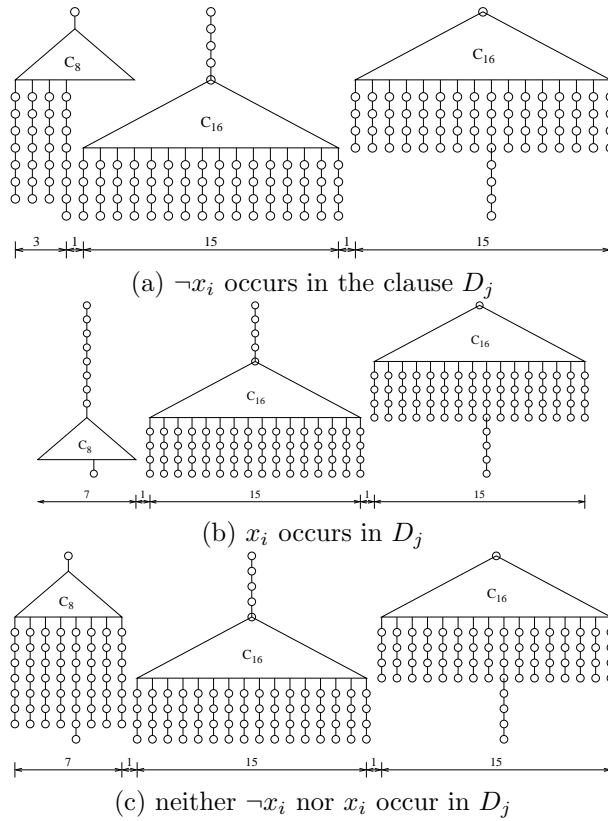 C₈
C₁₆
C₁₆
3 1 15 1 15
(a) ¬xᵢ occurs in the clause Dⱼ
C₁₆
C₁₆
C₈
7 1 15 1 15
(b) xᵢ occurs in Dⱼ
C₈
C₁₆
C₁₆
7 1 15 1 15
(c) neither ¬xᵢ nor xᵢ occur in Dⱼ